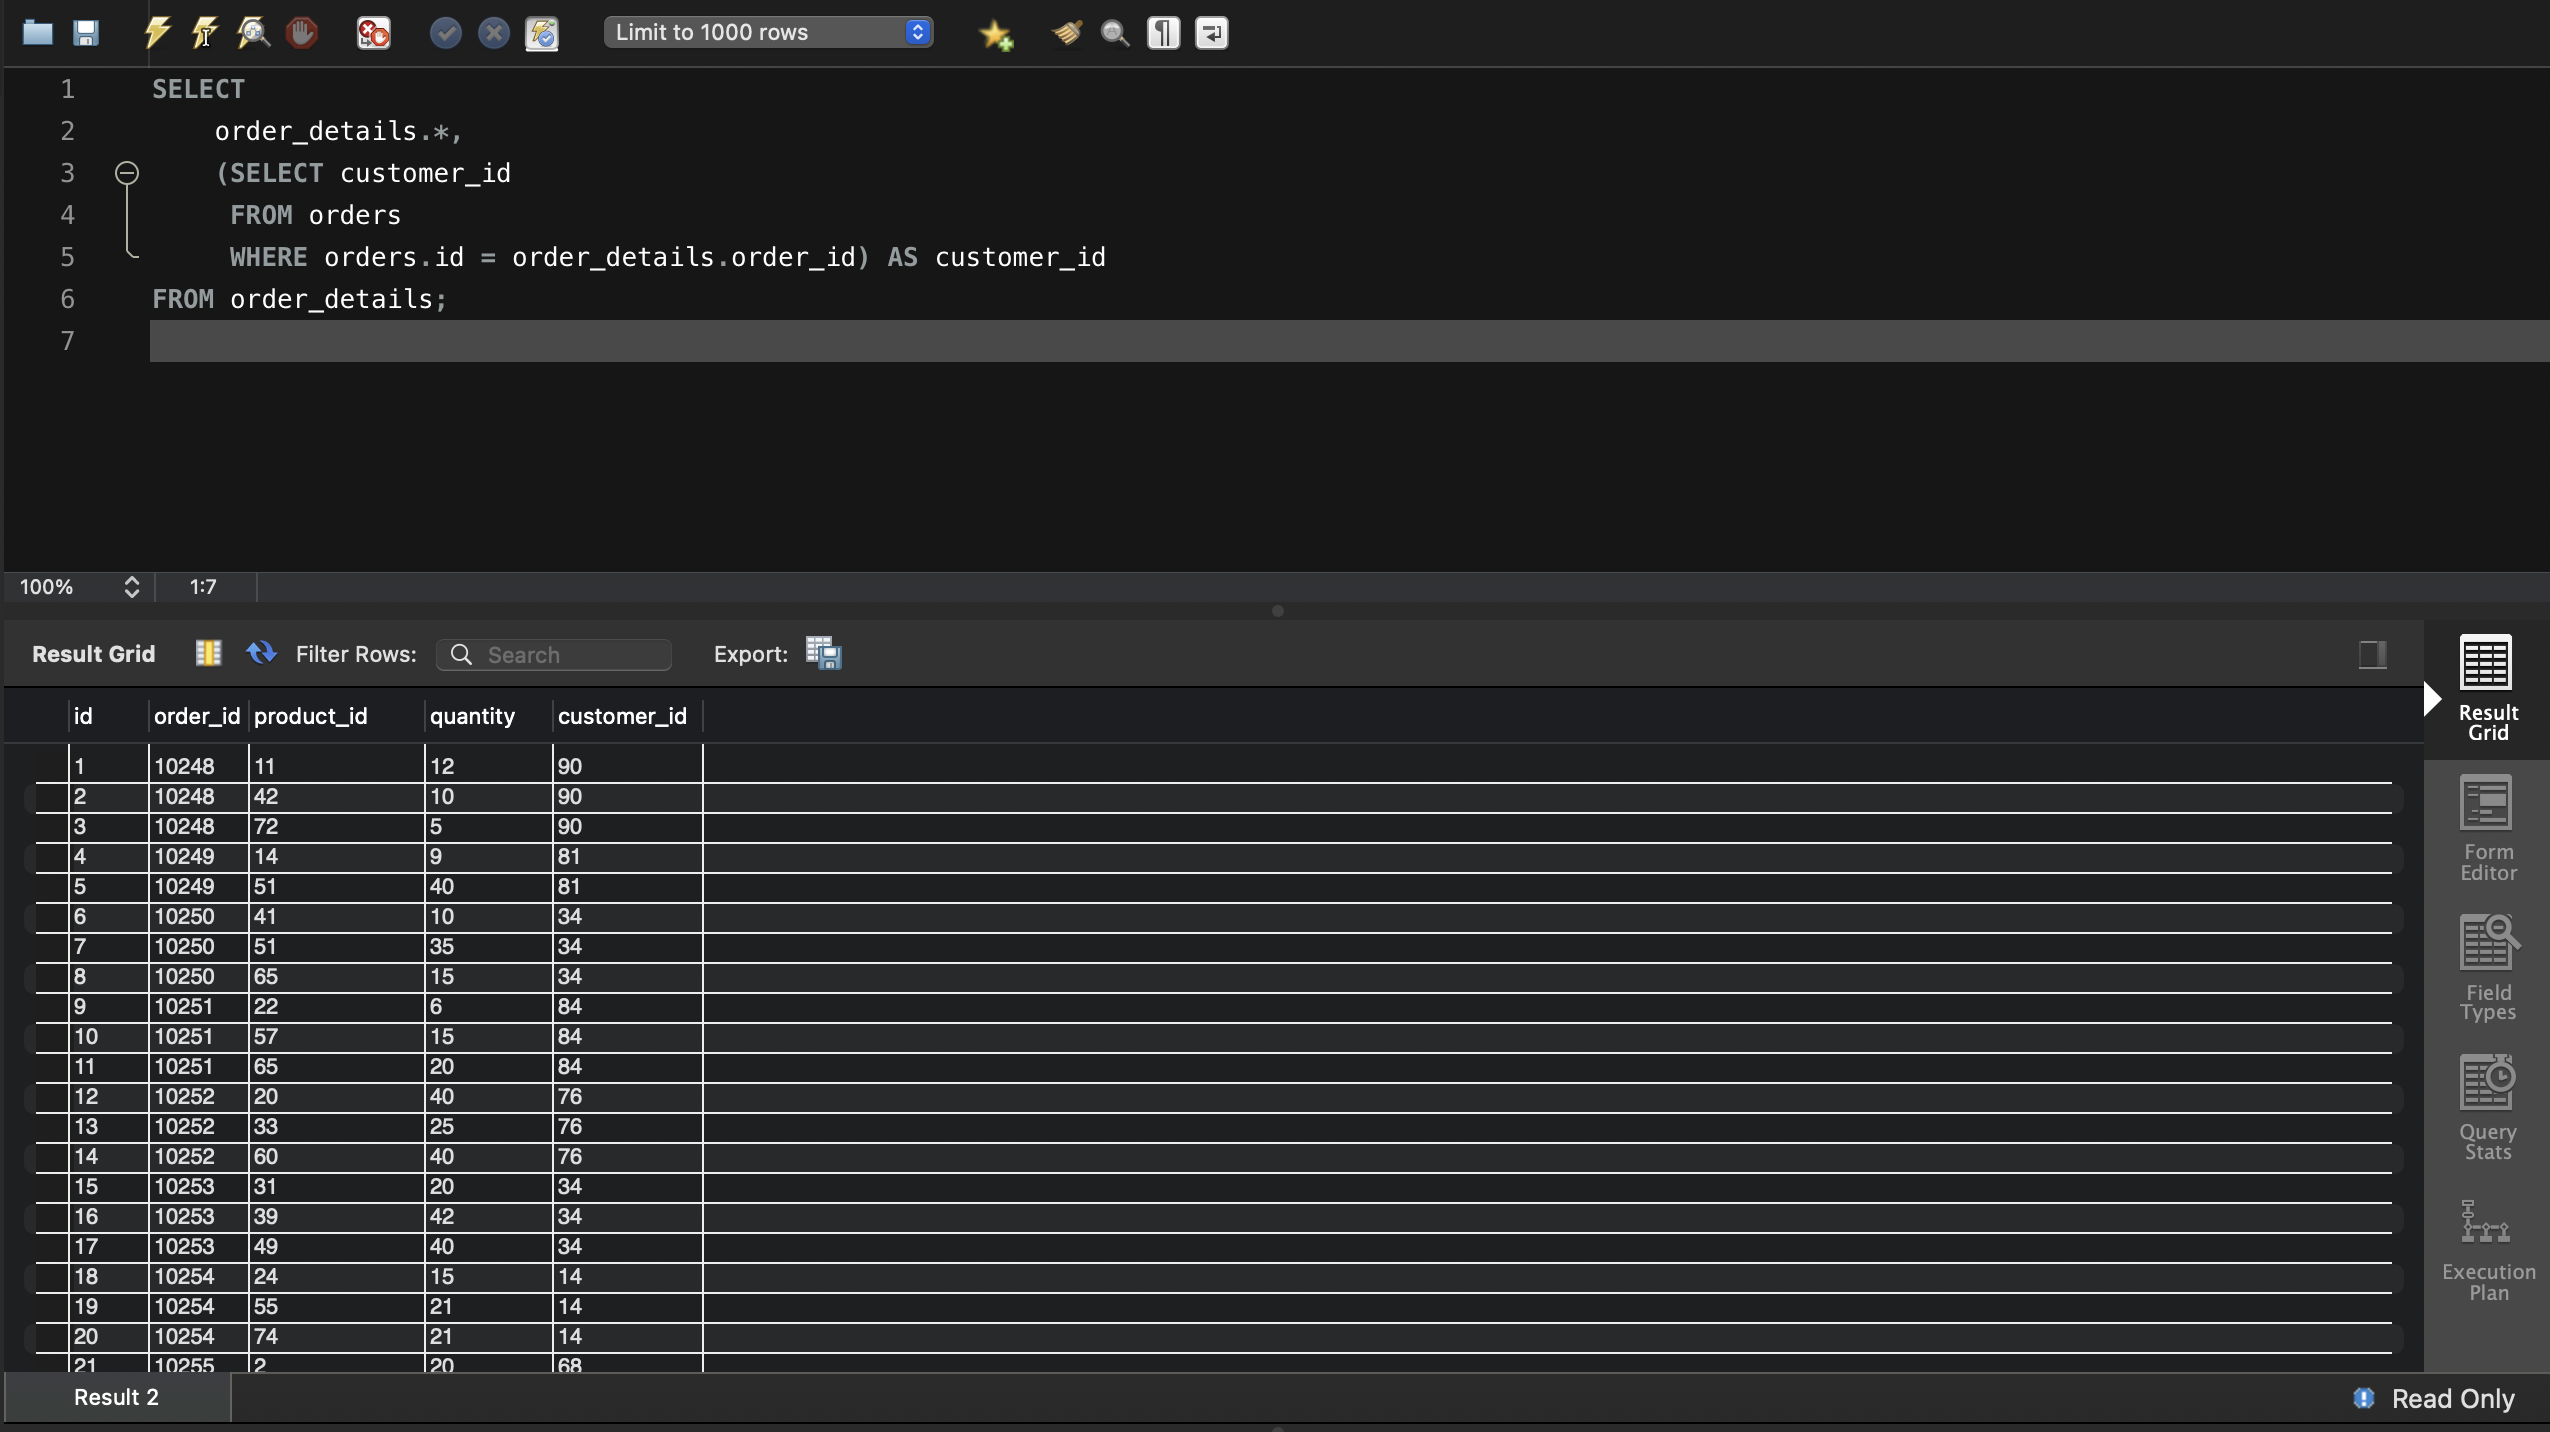 Limit to 1000 rows
1 SELECT
2 order_details.*,
3 (SELECT customer_id
4 FROM orders
5 WHERE orders.id = order_details.order_id) AS customer_id
6 FROM order_details;
7
100% 1:7
Result Grid Filter Rows: Search Export:
id order_id product_id quantity customer_id
1 10248 11 12 90
2 10248 42 10 90
3 10248 72 5 90
4 10249 14 9 81
5 10249 51 40 81
6 10250 41 10 34
7 10250 51 35 34
8 10250 65 15 34
9 10251 22 6 84
10 10251 57 15 84
11 10251 65 20 84
12 10252 20 40 76
13 10252 33 25 76
14 10252 60 40 76
15 10253 31 20 34
16 10253 39 42 34
17 10253 49 40 34
18 10254 24 15 14
19 10254 55 21 14
20 10254 74 21 14
21 10255 2 20 68
Result
Grid
Form
Editor
Field
Types
Query
Stats
Execution
Plan
Result 2
Read Only